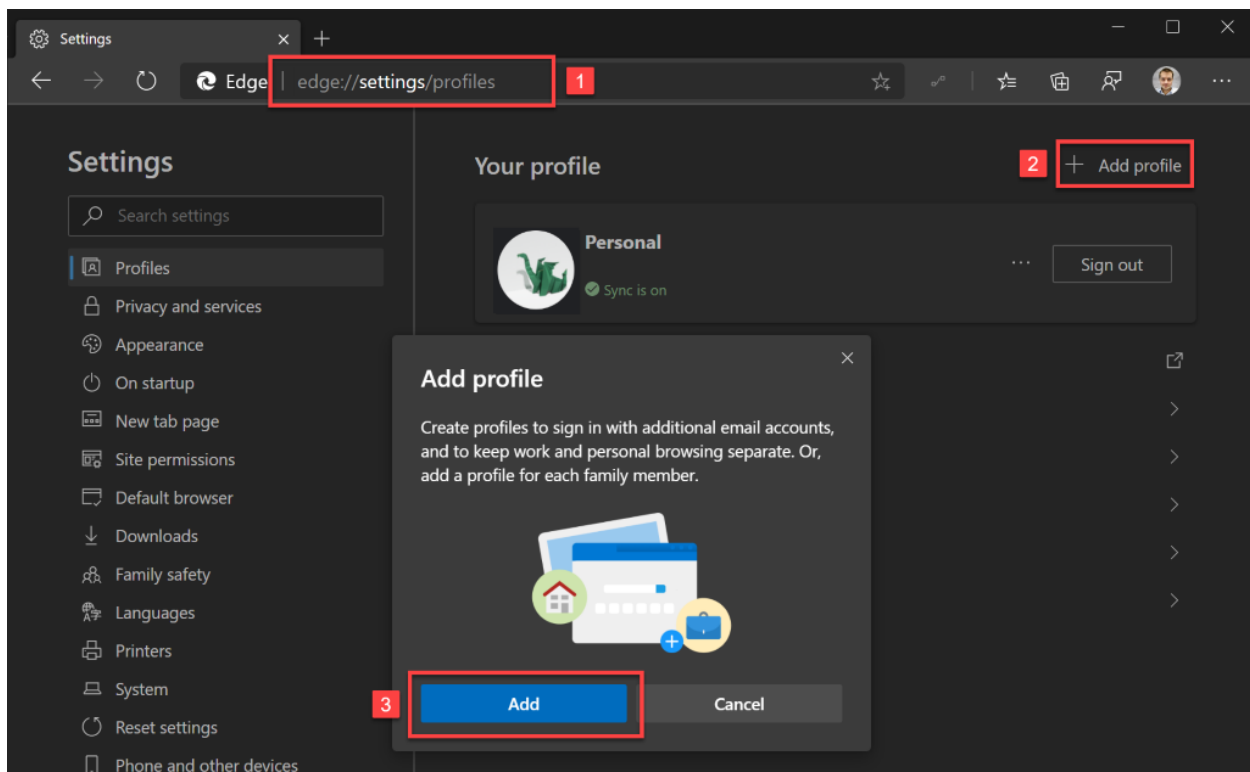 Settings
Edge
edge://settings/profiles
1
Settings
Search settings
Profiles
Privacy and services
Appearance
On startup
New tab page
Site permissions
Default browser
Downloads
Family safety
Languages
Printers
System
Reset settings
Phone and other devices
Your profile
2
Add profile
Personal
Sync is on
Sign out
Add profile
Create profiles to sign in with additional email accounts,
and to keep work and personal browsing separate. Or,
add a profile for each family member.
3
Add
Cancel